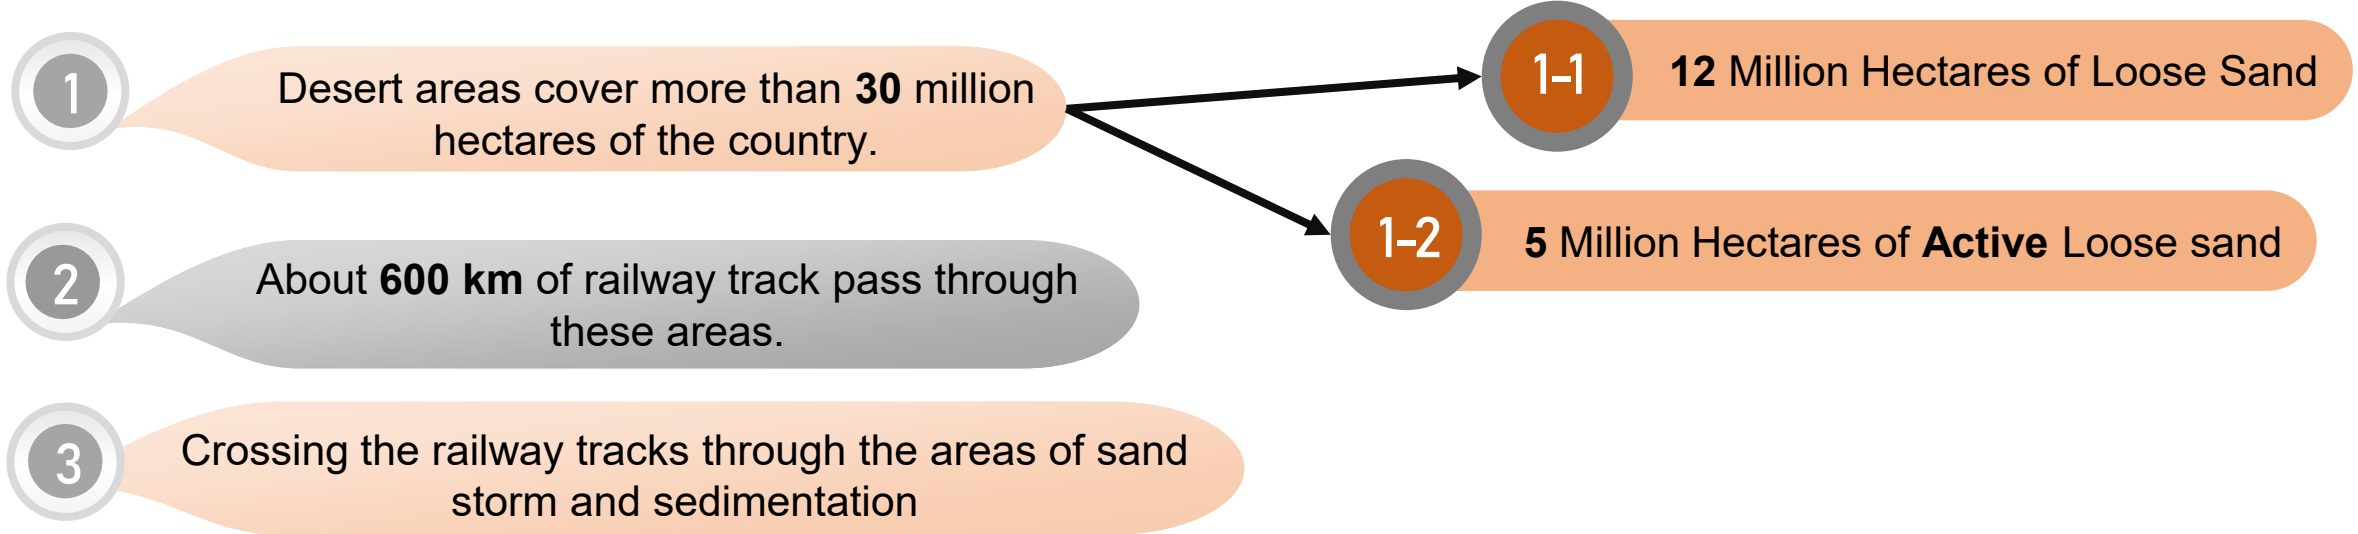 1
Desert areas cover more than 30 million
hectares of the country.
1-1
12 Million Hectares of Loose Sand
1-2
5 Million Hectares of Active Loose sand
2
About 600 km of railway track pass through
these areas.
3
Crossing the railway tracks through the areas of sand
storm and sedimentation